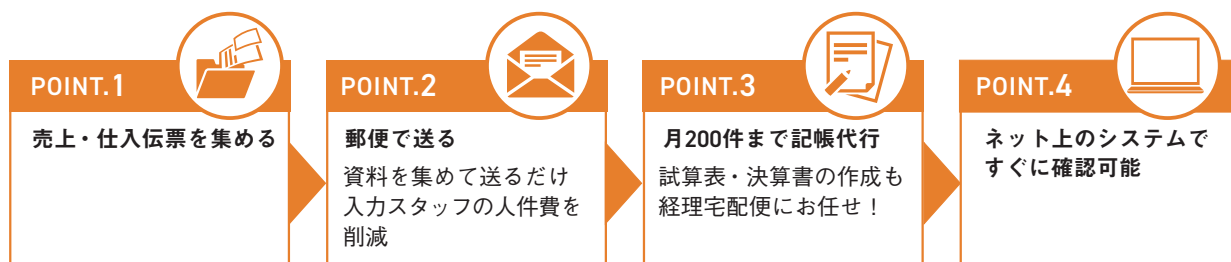 POINT.1
売上・仕入伝票を集める
POINT.2
郵便で送る
資料を集めて送るだけ
入力スタッフの人件費を
削減
POINT.3
月200件まで記帳代行
試算表・決算書の作成も
経理宅配便にお任せ！
POINT.4
ネット上のシステムで
すぐに確認可能